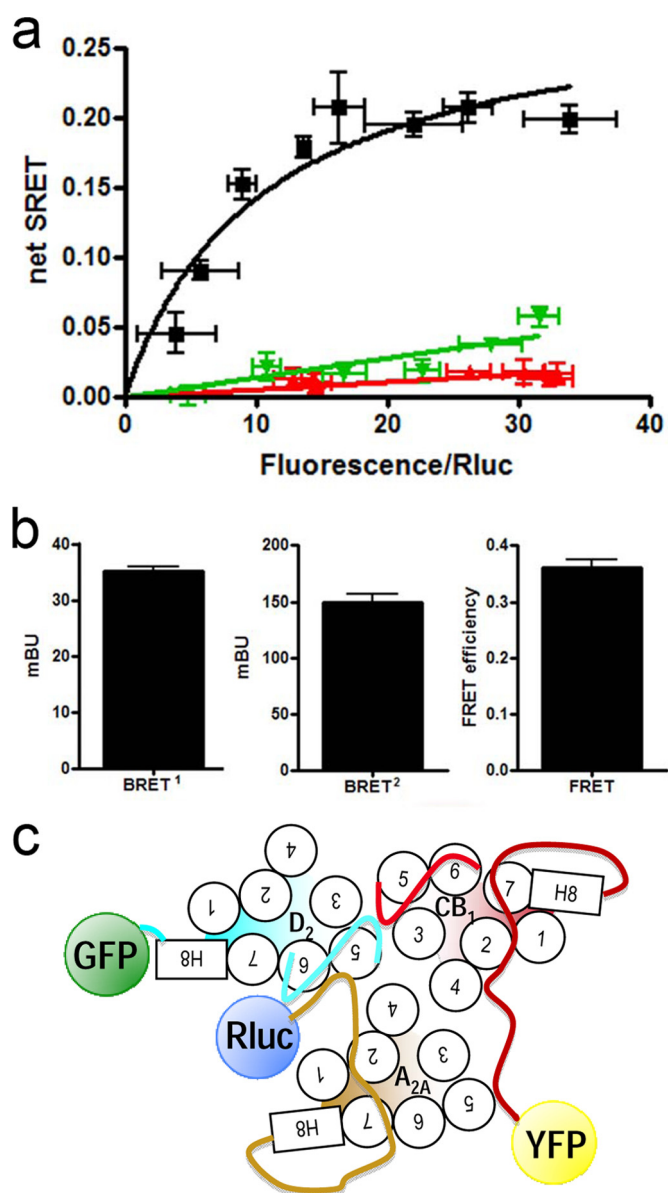 a
0.25
0.20
0.15
0.10
0.05
0.00
net SRET
0 10 20 30 40
Fluorescence/Rluc
b
40
30
20
10
0
mBU
BRET1
200
150
100
50
0
mBU
BRET2
0.4
0.3
0.2
0.1
0.0
FRET efficiency
FRET
c
4
1 2 3
D2
GFP
H8
7 6 5
5 6 7
CB1
H8
3 2 1
4
Rluc
4
1 2 3
A2A
H8
7 6 5
YFP